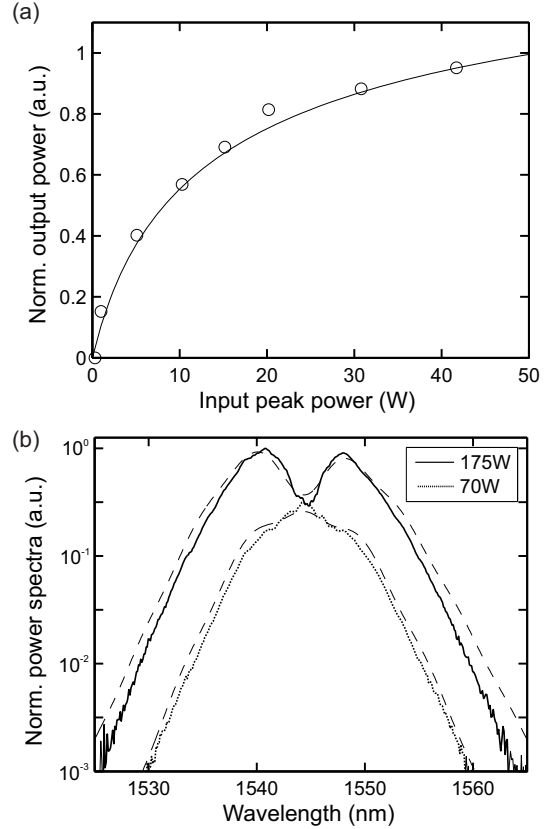 (a)
1
0.8
0.6
0.4
0.2
0
0 10 20 30 40 50
Norm. output power (a.u.)
Input peak power (W)
(b)
10^0
10^-1
10^-2
10^-3
175W
70W
1530 1540 1550 1560
Norm. power spectra (a.u.)
Wavelength (nm)